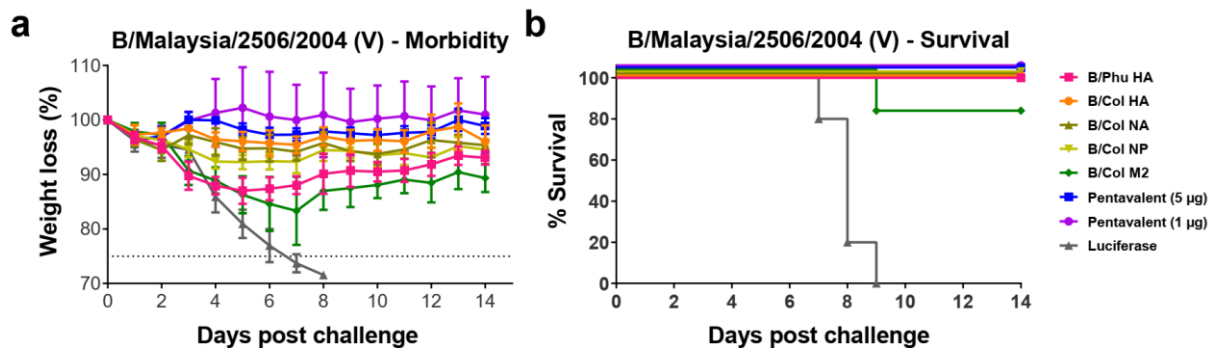 a
B/Malaysia/2506/2004 (V) - Morbidity
Weight loss (%)
110
100
90
80
70
0 2 4 6 8 10 12 14
Days post challenge
b
B/Malaysia/2506/2004 (V) - Survival
% Survival
100
80
60
40
20
0
0 2 4 6 8 10 12 14
Days post challenge
B/Phu HA
B/Col HA
B/Col NA
B/Col NP
B/Col M2
Pentavalent (5 µg)
Pentavalent (1 µg)
Luciferase